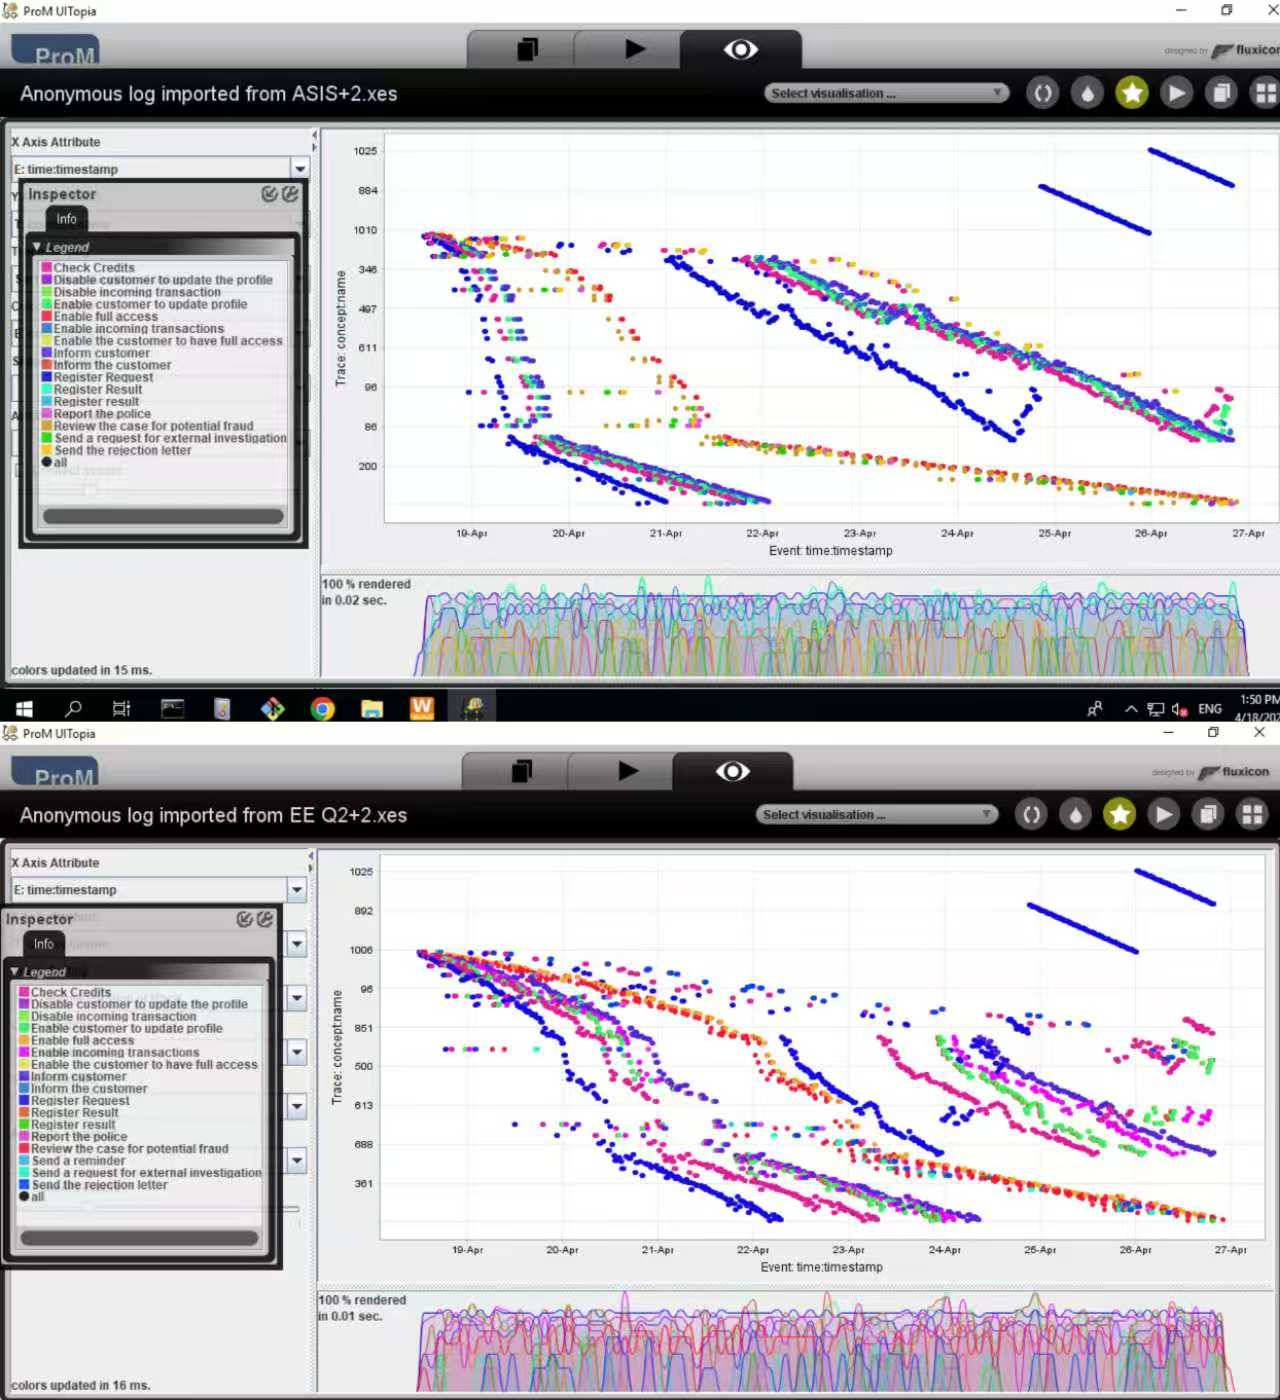 ProM UITopia
ProM
designed by fluxicon
Anonymous log imported from ASIS+2.xes
Select visualisation ...
X Axis Attribute
E: time:timestamp
Inspector
Info
Legend
Check Credits
Disable customer to update the profile
Disable incoming transaction
Enable customer to update profile
Enable full access
Enable incoming transactions
Enable the customer to have full access
Inform customer
Inform the customer
Register Request
Register Result
Register result
Report the police
Review the case for potential fraud
Send a request for external investigation
Send the rejection letter
all
colors updated in 15 ms.
Trace: concept:name
1025
884
1010
346
497
611
96
86
200
19-Apr 20-Apr 21-Apr 22-Apr 23-Apr 24-Apr 25-Apr 26-Apr 27-Apr
Event: time:timestamp
100 % rendered
in 0.02 sec.
ENG
1:50 PM
4/18/202
ProM UITopia
ProM
designed by fluxicon
Anonymous log imported from EE Q2+2.xes
Select visualisation ...
X Axis Attribute
E: time:timestamp
Inspector
Info
Legend
Check Credits
Disable customer to update the profile
Disable incoming transaction
Enable customer to update profile
Enable full access
Enable incoming transactions
Enable the customer to have full access
Inform customer
Inform the customer
Register Request
Register Result
Register result
Report the police
Review the case for potential fraud
Send a reminder
Send a request for external investigation
Send the rejection letter
all
colors updated in 16 ms.
Trace: concept:name
1025
892
1006
96
851
500
613
688
361
19-Apr 20-Apr 21-Apr 22-Apr 23-Apr 24-Apr 25-Apr 26-Apr 27-Apr
Event: time:timestamp
100 % rendered
in 0.01 sec.